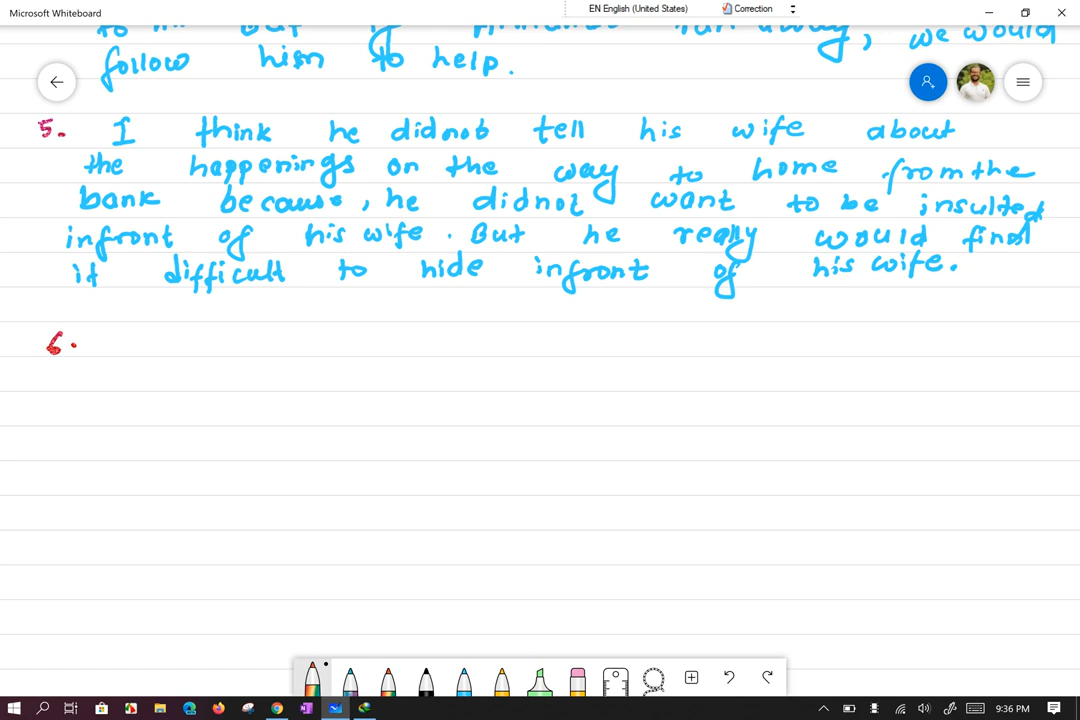 Microsoft Whiteboard
EN English (United States) Correction
away, we would
follow him to help.
5. I think he didnot tell his wife about
the happenings on the way to home from the
bank because, he didnot want to be insulted
infront of his wife. But he really would find
it difficult to hide infront of his wife.
6.
9:36 PM